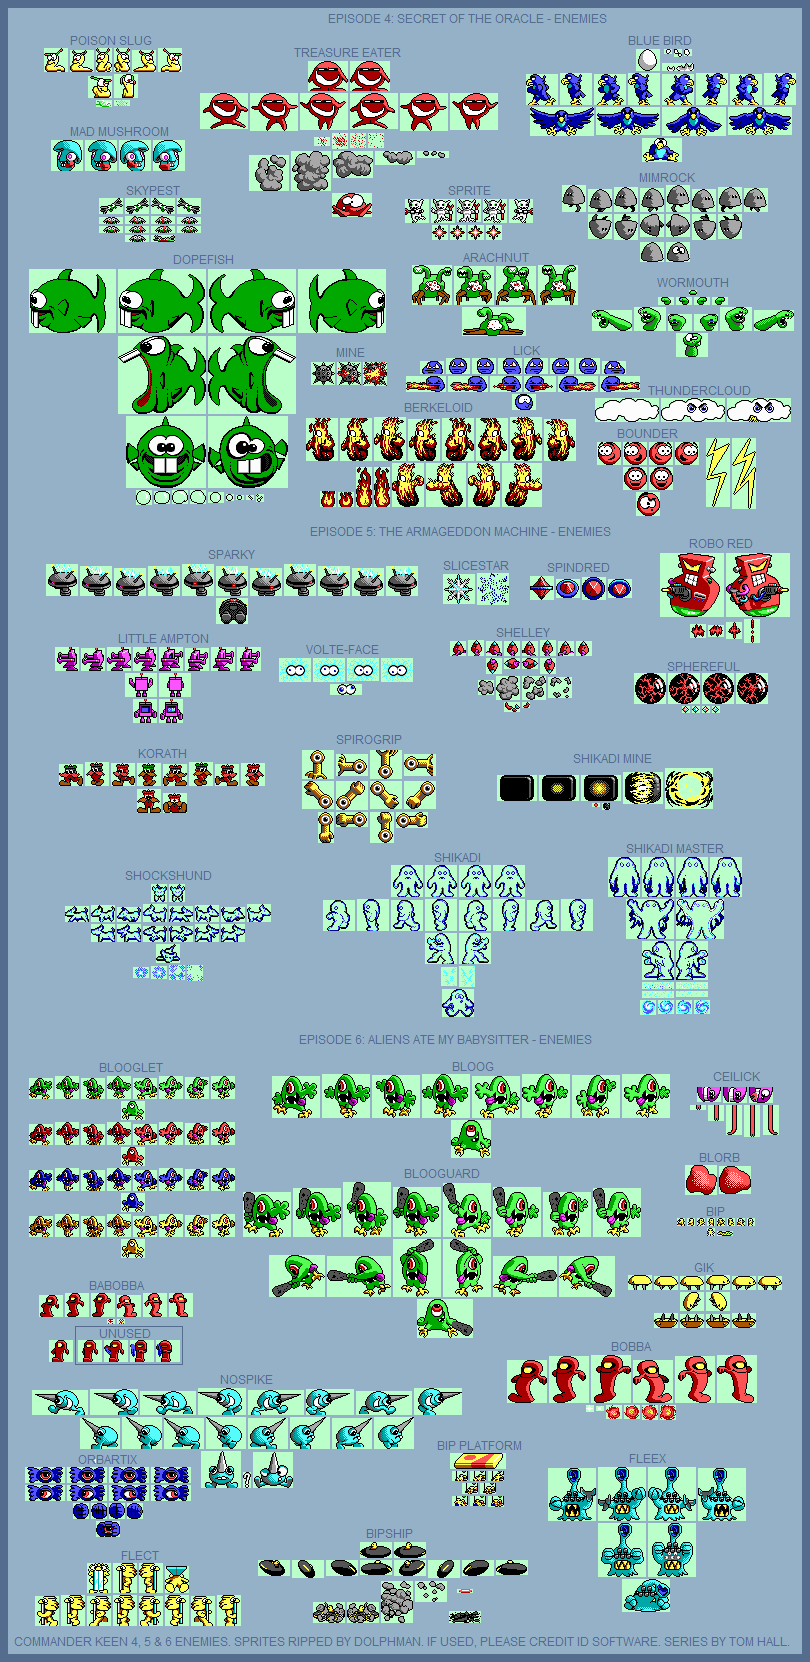 EPISODE 4: SECRET OF THE ORACLE - ENEMIES
POISON SLUG
TREASURE EATER
BLUE BIRD
MAD MUSHROOM
SKYPEST
SPRITE
MIMROCK
DOPEFISH
ARACHNUT
WORMOUTH
MINE
LICK
THUNDERCLOUD
BERKELOID
BOUNDER
EPISODE 5: THE ARMAGEDDON MACHINE - ENEMIES
SPARKY
SLICESTAR
SPINDRED
ROBO RED
LITTLE AMPTON
VOLTE-FACE
SHELLEY
SPHEREFUL
KORATH
SPIROGRIP
SHIKADI MINE
SHOCKSHUND
SHIKADI
SHIKADI MASTER
EPISODE 6: ALIENS ATE MY BABYSITTER - ENEMIES
BLOOGLET
BLOOG
CEILICK
BLORB
BLOOGUARD
BIP
GIK
BABOBBA
UNUSED
BOBBA
NOSPIKE
?
ORBARTIX
BIP PLATFORM
FLEEX
BIPSHIP
FLECT
COMMANDER KEEN 4, 5 & 6 ENEMIES. SPRITES RIPPED BY DOLPHMAN. IF USED, PLEASE CREDIT ID SOFTWARE. SERIES BY TOM HALL.